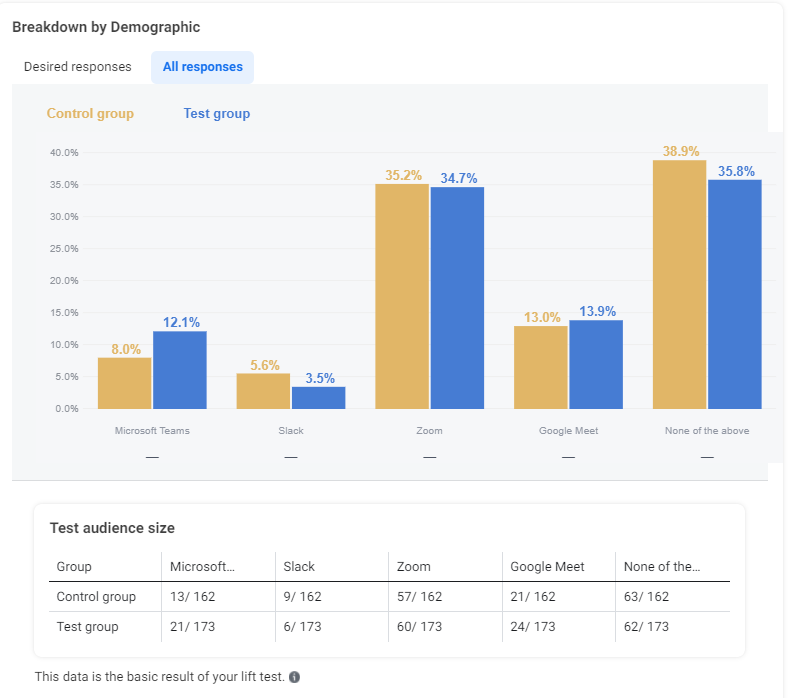 Breakdown by Demographic
Desired responses All responses
Control group Test group
40.0%
35.0%
30.0%
25.0%
20.0%
15.0%
10.0%
5.0%
0.0%
8.0% 12.1% 5.6% 3.5% 35.2% 34.7% 13.0% 13.9% 38.9% 35.8%
Microsoft Teams Slack Zoom Google Meet None of the above
— — — — —
Test audience size
Group Microsoft... Slack Zoom Google Meet None of the...
Control group 13/ 162 9/ 162 57/ 162 21/ 162 63/ 162
Test group 21/ 173 6/ 173 60/ 173 24/ 173 62/ 173
This data is the basic result of your lift test. i